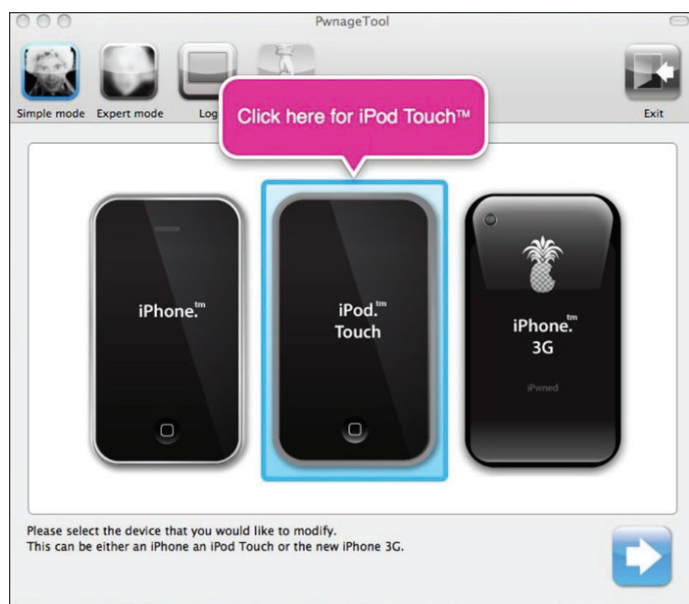 PwnageTool
Simple mode
Expert mode
Log
Exit
Click here for iPod Touch™
iPhone.™
iPod.™
Touch
iPhone.™
3G
iPwned
Please select the device that you would like to modify.
This can be either an iPhone an iPod Touch or the new iPhone 3G.